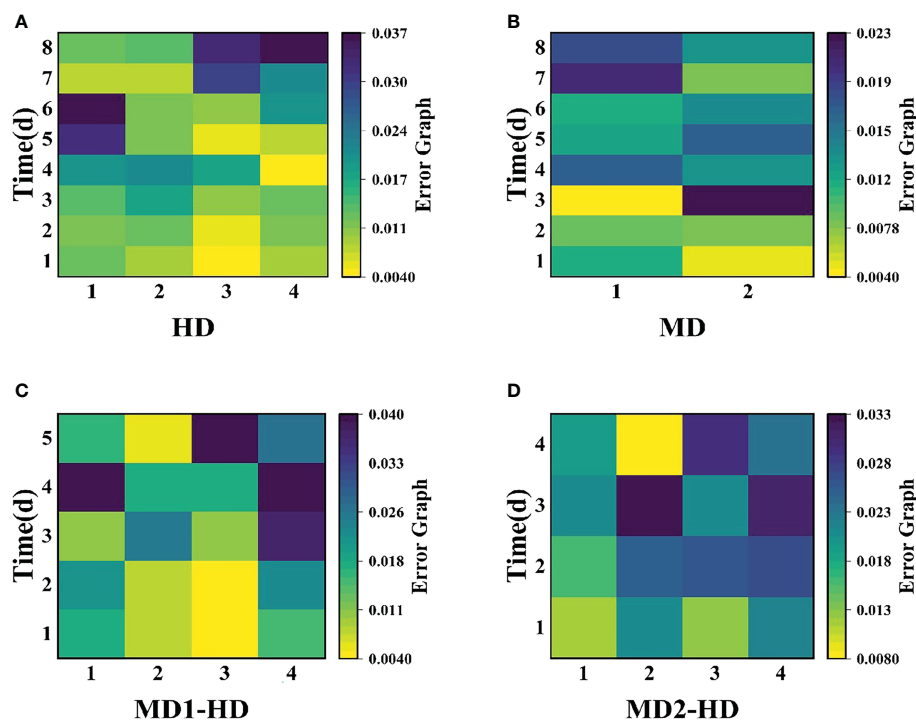 A
Time(d)
8
7
6
5
4
3
2
1
1 2 3 4
HD
0.037
0.030
0.024
0.017
0.011
0.0040
Error Graph
B
Time(d)
8
7
6
5
4
3
2
1
1 2
MD
0.023
0.019
0.015
0.012
0.0078
0.0040
Error Graph
C
Time(d)
5
4
3
2
1
1 2 3 4
MD1-HD
0.040
0.033
0.026
0.018
0.011
0.0040
Error Graph
D
Time(d)
4
3
2
1
1 2 3 4
MD2-HD
0.033
0.028
0.023
0.018
0.013
0.0080
Error Graph